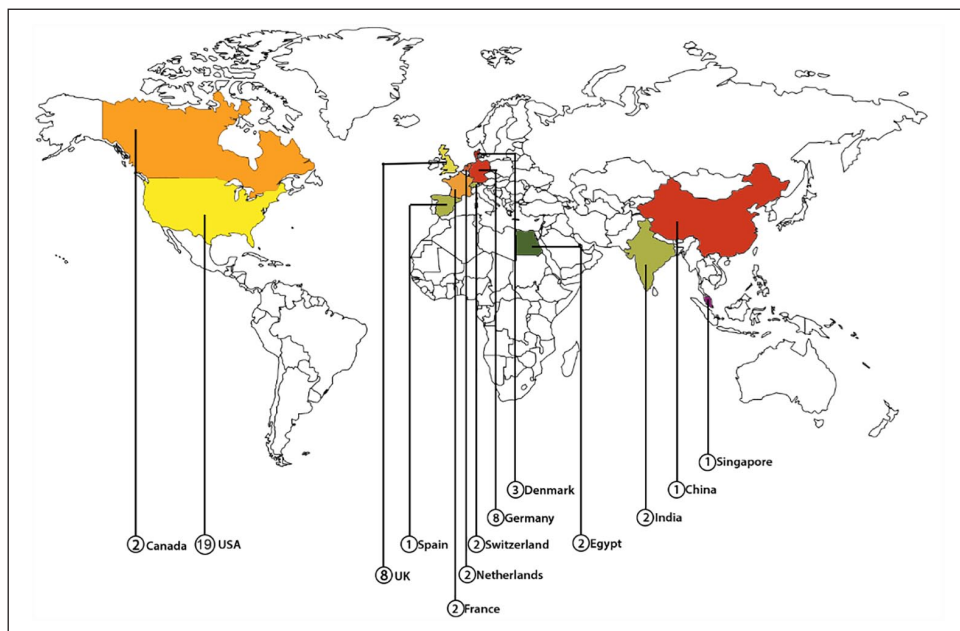 1 Singapore
3 Denmark
1 China
8 Germany
2 India
2 Canada
19 USA
1 Spain
2 Switzerland
2 Egypt
8 UK
2 Netherlands
2 France